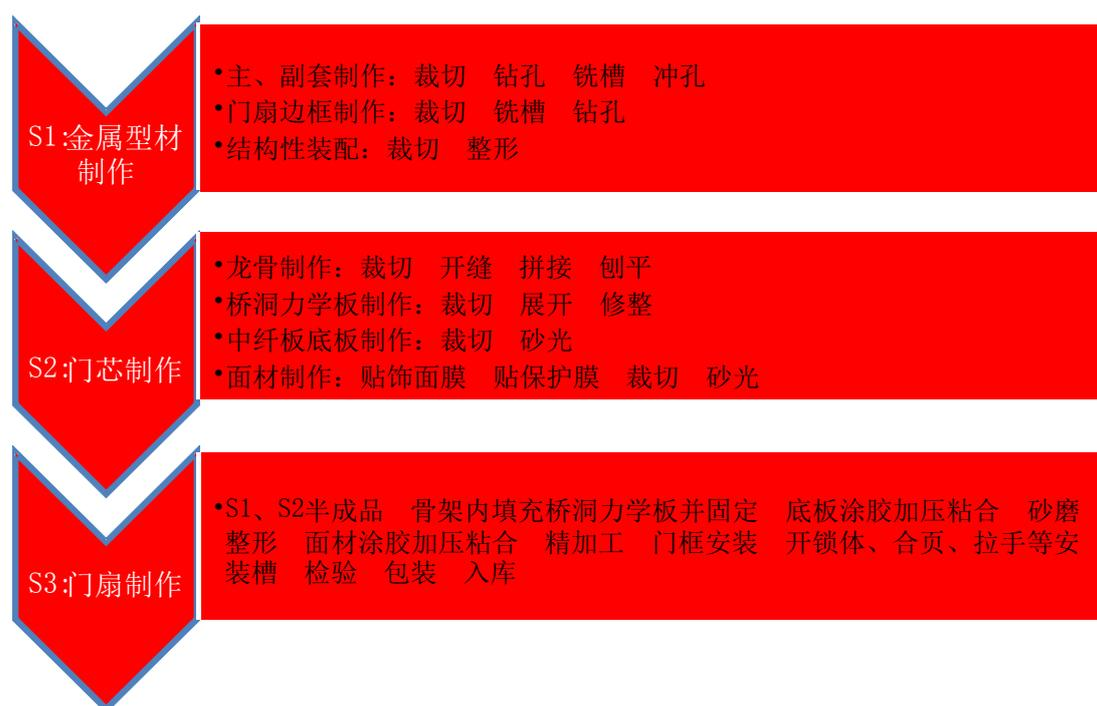 S1:金属型材
制作
•主、副套制作：裁切　钻孔　铣槽　冲孔
•门扇边框制作：裁切　铣槽　钻孔
•结构性装配：裁切　整形
S2:门芯制作
•龙骨制作：裁切　开缝　拼接　刨平
•桥洞力学板制作：裁切　展开　修整
•中纤板底板制作：裁切　砂光
•面材制作：贴饰面膜　贴保护膜　裁切　砂光
S3:门扇制作
•S1、S2半成品　骨架内填充桥洞力学板并固定　底板涂胶加压粘合　砂磨
整形　面材涂胶加压粘合　精加工　门框安装　开锁体、合页、拉手等安
装槽　检验　包装　入库